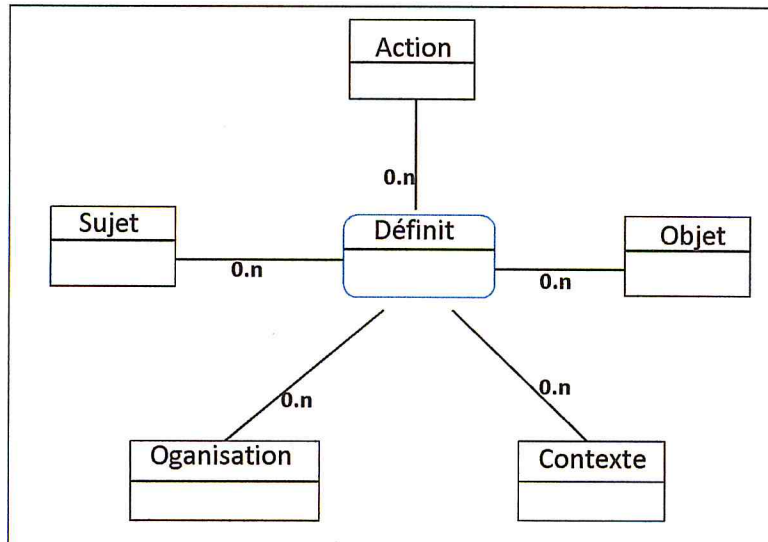 Action
0.n
Sujet
Définit
Objet
0.n
0.n
0.n
0.n
Oganisation
Contexte